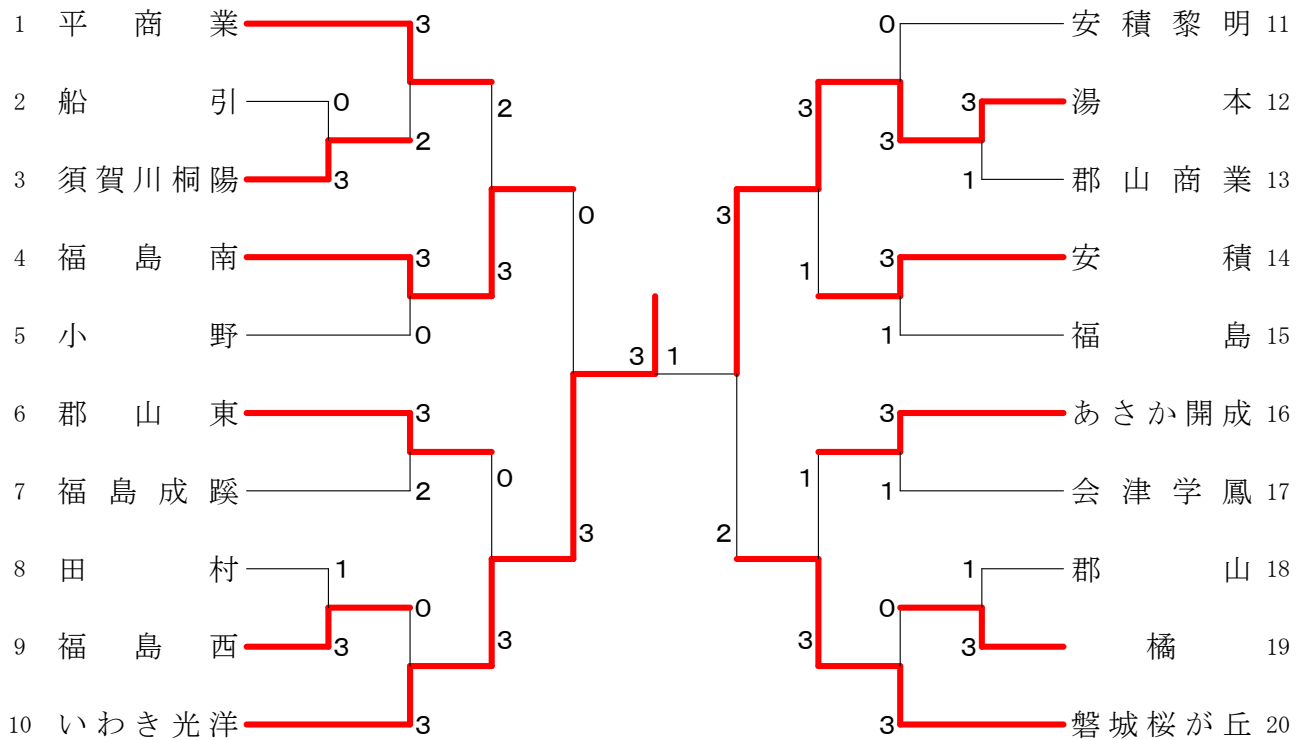 1 平商業 3 0 安積黎明 11
2 船引 0 2 3 3 湯本 12
2 3
3 須賀川桐陽 3 1 郡山商業 13
0 3
4 福島南 3 3 安積 14
3 1
5 小野 0 1 福島 15
3 1
6 郡山東 3 3 あさか開成 16
0 1
7 福島成蹊 2 1 会津学鳳 17
3 2
8 田村 1 1 郡山 18
0 0
9 福島西 3 3 3 3 橘 19
10 いわき光洋 3 3 磐城桜が丘 20